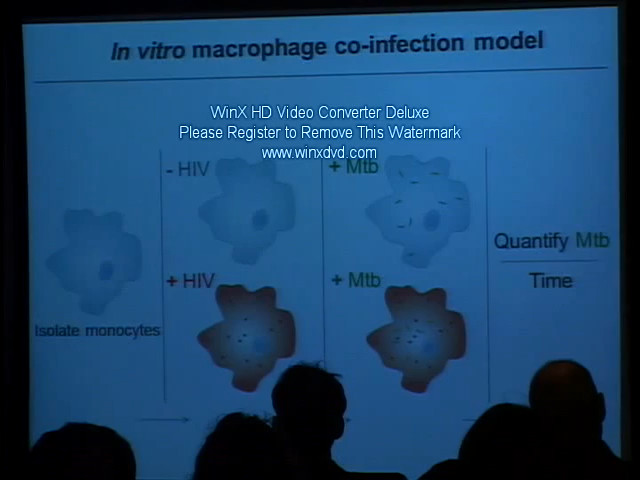 In vitro macrophage co-infection model
WinX HD Video Converter Deluxe
Please Register to Remove This Watermark
www.winxdvd.com
- HIV
+ Mtb
Quantify Mtb
Time
+ HIV
+ Mtb
Isolate monocytes